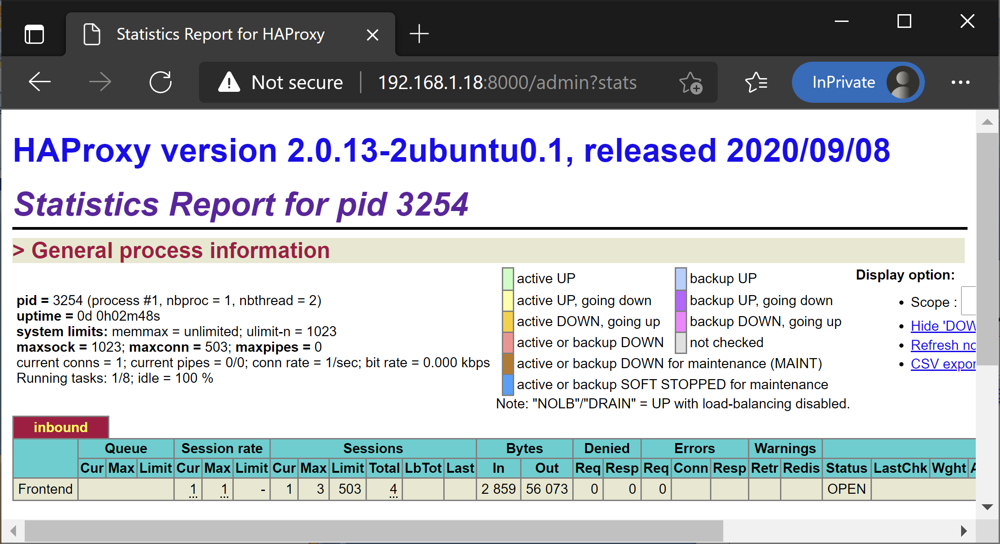 Statistics Report for HAProxy
Not secure
192.168.1.18:8000/admin?stats
InPrivate
HAProxy version 2.0.13-2ubuntu0.1, released 2020/09/08
Statistics Report for pid 3254
> General process information
pid = 3254 (process #1, nbproc = 1, nbthread = 2)
uptime = 0d 0h02m48s
system limits: memmax = unlimited; ulimit-n = 1023
maxsock = 1023; maxconn = 503; maxpipes = 0
current conns = 1; current pipes = 0/0; conn rate = 1/sec; bit rate = 0.000 kbps
Running tasks: 1/8; idle = 100 %
active UP
backup UP
active UP, going down
backup UP, going down
active DOWN, going up
backup DOWN, going up
active or backup DOWN
not checked
active or backup DOWN for maintenance (MAINT)
active or backup SOFT STOPPED for maintenance
Note: "NOLB"/"DRAIN" = UP with load-balancing disabled.
Display option:
Scope :
Hide 'DOW
Refresh no
CSV expor
inbound
Queue Session rate Sessions Bytes Denied Errors Warnings
Cur Max Limit Cur Max Limit Cur Max Limit Total LbTot Last In Out Req Resp Req Conn Resp Retr Redis Status LastChk Wght A
Frontend 1 1 - 1 3 503 4 2 859 56 073 0 0 0 OPEN